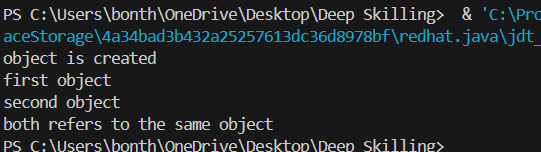 PS C:\Users\bonth\OneDrive\Desktop\Deep Skilling>  & 'C:\Pro
aceStorage\4a34bad3b432a25257613dc36d8978bf\redhat.java\jdt_
object is created
first object
second object
both refers to the same object
PS C:\Users\bonth\OneDrive\Desktop\Deep Skilling>